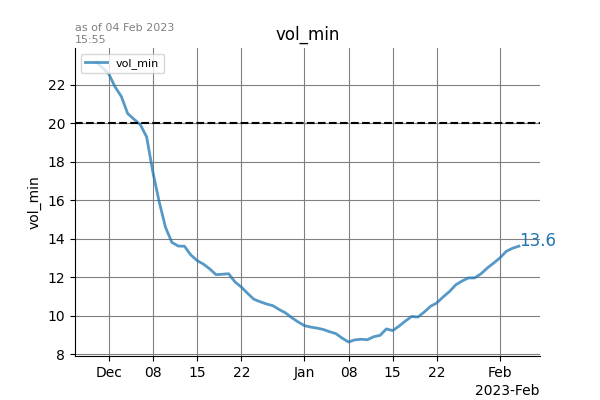 as of 04 Feb 2023
15:55
vol_min
vol_min
22
20
18
16
14
12
10
8
vol_min
13.6
Dec 08 15 22 Jan 08 15 22 Feb
2023-Feb